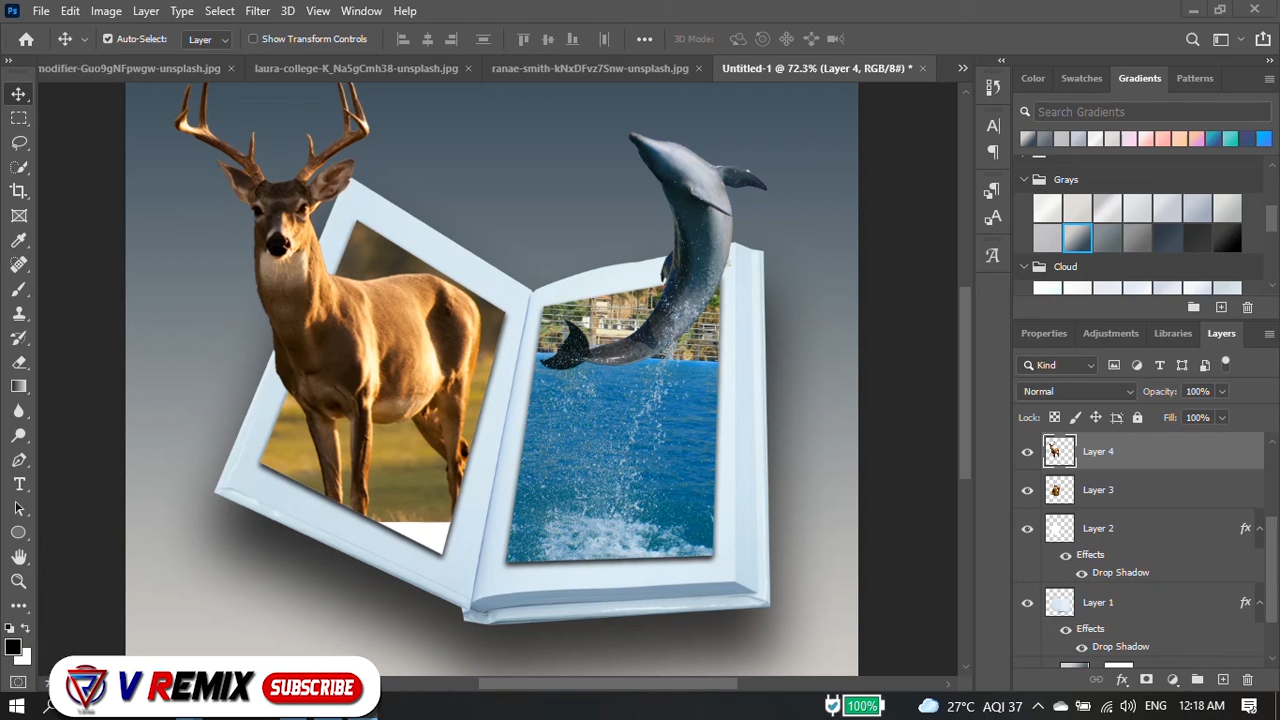 Ps File Edit Image Layer Type Select Filter 3D View Window Help
Auto-Select: Layer Show Transform Controls 3D Mode:
modifier-Guo9gNFpwgw-unsplash.jpg laura-college-K_Na5gCmh38-unsplash.jpg ranae-smith-kNxDFvz7Snw-unsplash.jpg Untitled-1 @ 72.3% (Layer 4, RGB/8#) *
Color Swatches Gradients Patterns
Search Gradients
Grays
Cloud
Properties Adjustments Libraries Layers
Kind
Normal Opacity: 100%
Lock: Fill: 100%
Layer 4
Layer 3
Layer 2 fx
Effects
Drop Shadow
Layer 1 fx
Effects
Drop Shadow
V REMIX SUBSCRIBE
100% 27°C AQI 37 ENG 12:18 AM